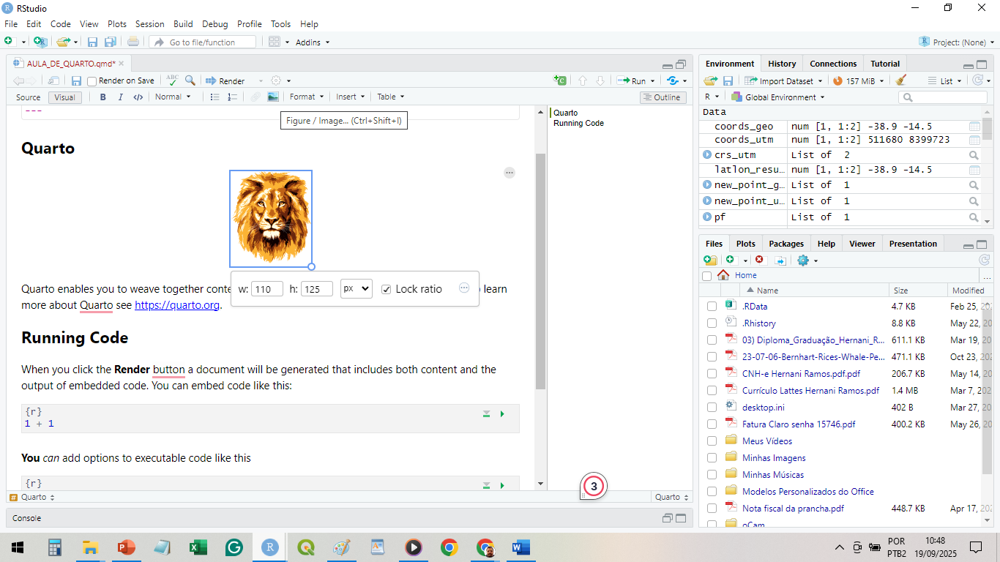 RStudio
File Edit Code View Plots Session Build Debug Profile Tools Help
Go to file/function Addins Project: (None)
AULA_DE_QUARTO.qmd*
Render on Save ABC Render Run
Source Visual B I </> Normal Format Insert Table Outline
Figure / Image... (Ctrl+Shift+I)
Quarto
w: 110 h: 125 px Lock ratio
Quarto enables you to weave together conte learn
more about Quarto see https://quarto.org.
Running Code
When you click the Render button a document will be generated that includes both content and the
output of embedded code. You can embed code like this:
{r}
1 + 1
You can add options to executable code like this
{r}
# Quarto Quarto
Quarto
Running Code
3
Console
Environment History Connections Tutorial
Import Dataset 157 MiB List
R Global Environment
Data
coords_geo num [1, 1:2] -38.9 -14.5
coords_utm num [1, 1:2] 511680 8399723
crs_utm List of 2
latlon_resu… num [1, 1:2] -38.9 -14.5
new_point_g… List of 1
new_point_u… List of 1
pf List of 1
Files Plots Packages Help Viewer Presentation
Home ...
Name Size Modified
.RData 4.7 KB Feb 25, 202
.Rhistory 8.8 KB May 22, 20
03) Diploma_Graduação_Hernani_R... 611.1 KB Mar 19, 20
23-07-06-Bernhart-Rices-Whale-Pe... 471.1 KB Oct 23, 202
CNH-e Hernani Ramos.pdf.pdf 206.7 KB May 14, 20
Currículo Lattes Hernani Ramos.pdf 1.4 MB Mar 7, 202
desktop.ini 402 B Mar 27, 20
Fatura Claro senha 15746.pdf 400.2 KB May 26, 20
Meus Vídeos
Minhas Imagens
Minhas Músicas
Modelos Personalizados do Office
Nota fiscal da prancha.pdf 448.7 KB Apr 17, 202
oCam
POR 10:48
PTB2 19/09/2025